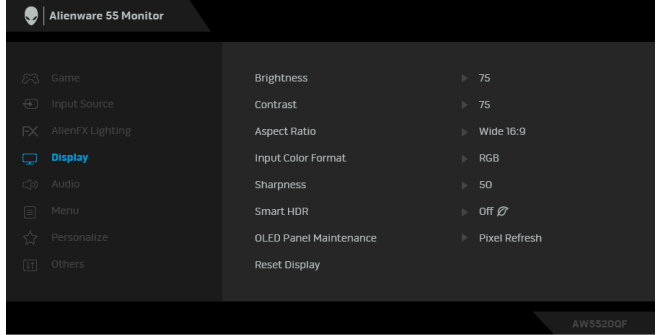 Alienware 55 Monitor
Game
Input Source
FX AlienFX Lighting
Display
Audio
Menu
Personalize
Others
Brightness 75
Contrast 75
Aspect Ratio Wide 16:9
Input Color Format RGB
Sharpness 50
Smart HDR Off
OLED Panel Maintenance Pixel Refresh
Reset Display
AW5520QF